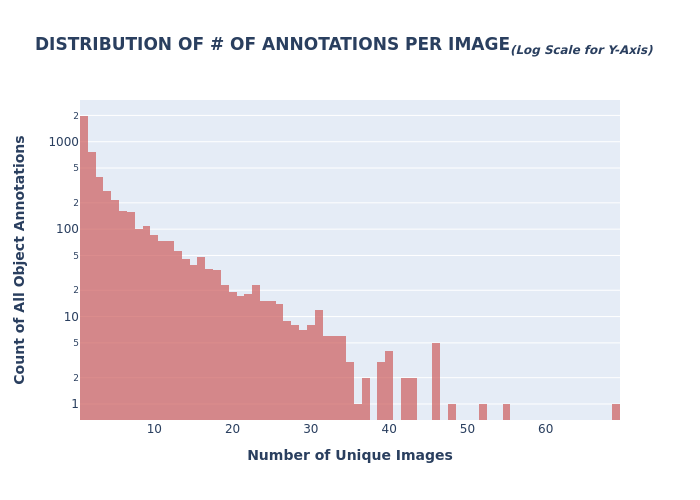 DISTRIBUTION OF # OF ANNOTATIONS PER IMAGE(Log Scale for Y-Axis)
Count of All Object Annotations
2
1000
5
2
100
5
2
10
5
2
1
10 20 30 40 50 60
Number of Unique Images